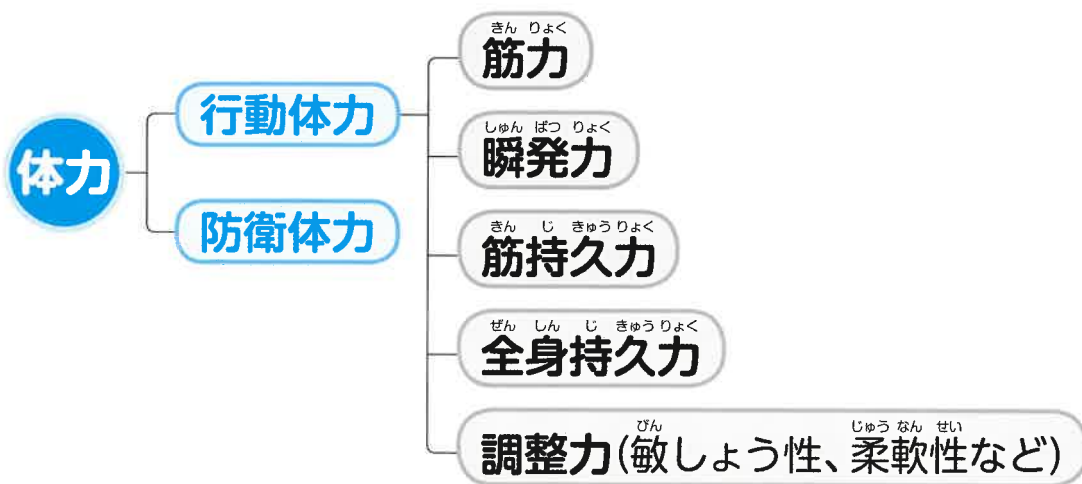 体力
行動体力
防衛体力
きん りょく
筋力
しゅん ぱつ りょく
瞬発力
きん じ きゅうりょく
筋持久力
ぜん しん じ きゅうりょく
全身持久力
びん じゅう なん せい
調整力(敏しょう性、柔軟性など)